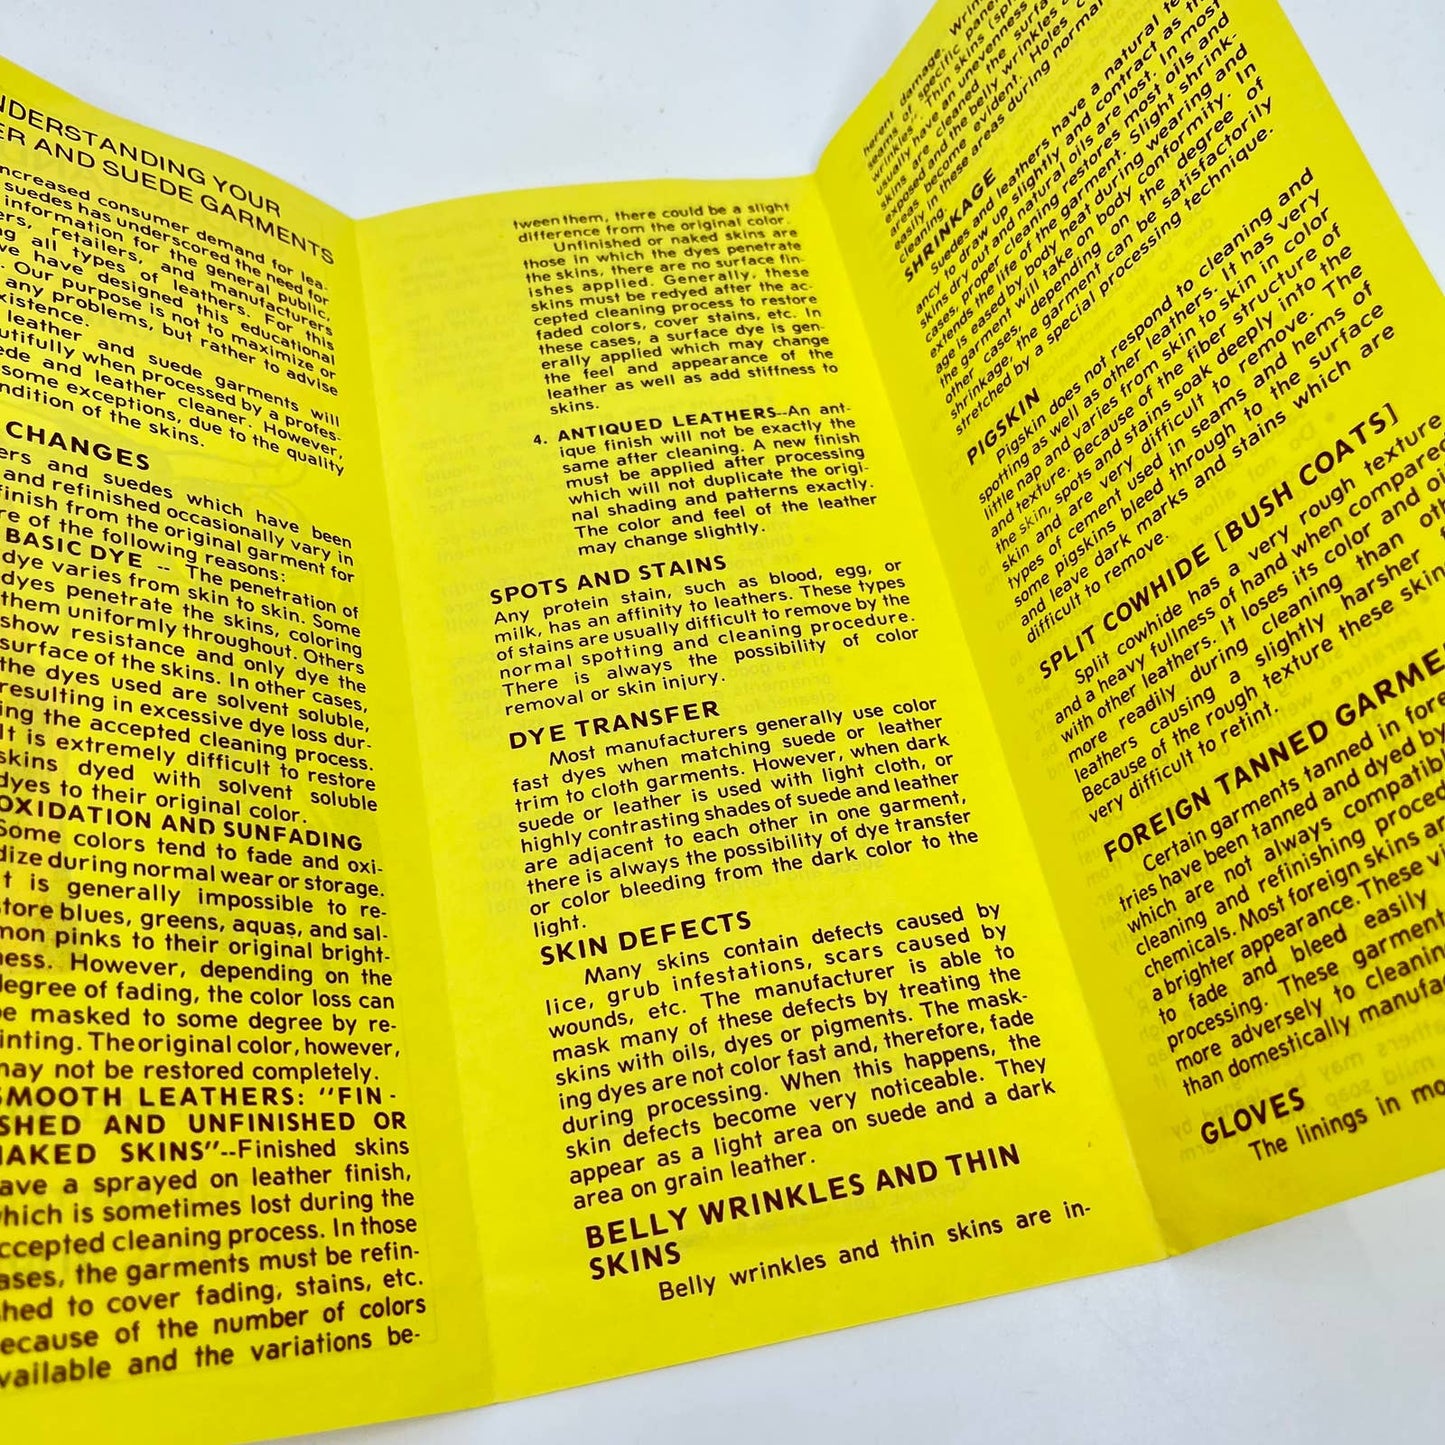 NDERSTANDING YOUR
ER AND SUEDE GARMENTS
ncreased consumer demand for lea-
suedes has underscored the need for
information for the general public,
ers, retailers, and manufacturers
ng all types of leathers. For this
we have designed this educational
. Our purpose is not to maximize or
any problems, but rather to advise
xistence.
leather and suede garments will
utifully when processed by a profes-
ede and leather cleaner. However,
some exceptions, due to the quality
ndition of the skins.
CHANGES
ers and suedes which have been
and refinished occasionally vary in
finish from the original garment for
re of the following reasons:
BASIC DYE -- The penetration of
dye varies from skin to skin. Some
dyes penetrate the skins, coloring
them uniformly throughout. Others
show resistance and only dye the
surface of the skins. In other cases,
the dyes used are solvent soluble,
resulting in excessive dye loss dur-
ing the accepted cleaning process.
It is extremely difficult to restore
skins dyed with solvent soluble
dyes to their original color.
OXIDATION AND SUNFADING
Some colors tend to fade and oxi-
dize during normal wear or storage.
t is generally impossible to re-
tore blues, greens, aquas, and sal-
mon pinks to their original bright-
ness. However, depending on the
degree of fading, the color loss can
be masked to some degree by re-
inting. The original color, however,
may not be restored completely.
SMOOTH LEATHERS: "FIN-
SHED AND UNFINISHED OR
NAKED SKINS"--Finished skins
ave a sprayed on leather finish,
which is sometimes lost during the
ccepted cleaning process. In those
ases, the garments must be refin-
shed to cover fading, stains, etc.
ecause of the number of colors
vailable and the variations be-
tween them, there could be a slight
difference from the original color.
Unfinished or naked skins are
those in which the dyes penetrate
the skins, there are no surface fin-
ishes applied. Generally, these
skins must be redyed after the ac-
cepted cleaning process to restore
faded colors, cover stains, etc. In
these cases, a surface dye is gen-
erally applied which may change
the feel and appearance of the
leather as well as add stiffness to
skins.
4. ANTIQUED LEATHERS--An ant-
ique finish will not be exactly the
same after cleaning. A new finish
must be applied after processing
which will not duplicate the origi-
nal shading and patterns exactly.
The color and feel of the leather
may change slightly.
SPOTS AND STAINS
Any protein stain, such as blood, egg, or
milk, has an affinity to leathers. These types
of stains are usually difficult to remove by the
normal spotting and cleaning procedure.
There is always the possibility of color
removal or skin injury.
DYE TRANSFER
Most manufacturers generally use color
fast dyes when matching suede or leather
trim to cloth garments. However, when dark
suede or leather is used with light cloth, or
highly contrasting shades of suede and leather
are adjacent to each other in one garment,
there is always the possibility of dye transfer
or color bleeding from the dark color to the
light.
SKIN DEFECTS
Many skins contain defects caused by
lice, grub infestations, scars caused by
wounds, etc. The manufacturer is able to
mask many of these defects by treating the
skins with oils, dyes or pigments. The mask-
ing dyes are not color fast and, therefore, fade
during processing. When this happens, the
skin defects become very noticeable. They
appear as a light area on suede and a dark
area on grain leather.
BELLY WRINKLES AND THIN
SKINS
Belly wrinkles and thin skins are in-
herent damage. Wrin
seams of specific pane
wrinkles". Thin skins (spl
usually have an unevenness
skins are cleaned the surfa
exposed and the belly wrinkles
areas become evident. Holes
easily in these areas during norma
cleaning.
SHRINKAGE
Suedes and leathers have a natural te
ancy to draw up slightly and contract as th
skins dry out and natural oils are lost. In most
cases, proper cleaning restores most oils and
extends the life of the garment. Slight shrink-
age is eased by body heat during wearing and
the garment will take on body conformity. In
other cases, depending on the degree of
shrinkage, the garment can be satisfactorily
stretched by a special processing technique.
PIGSKIN
Pigskin does not respond to cleaning and
spotting as well as other leathers. It has very
little nap and varies from skin to skin in color
and texture. Because of the fiber structure of
the skin, spots and stains soak deeply into the
skin and are very difficult to remove. The
types of cement used in seams and hems of
some pigskins bleed through to the surface
and leave dark marks and stains which are
difficult to remove.
SPLIT COWHIDE [BUSH COATS]
Split cowhide has a very rough texture
and a heavy fullness of hand when compared
with other leathers. It loses its color and oi
more readily during cleaning than oth
leathers causing a slightly harsher
Because of the rough texture these skin
very difficult to retint.
FOREIGN TANNED GARME
Certain garments tanned in fore
tries have been tanned and dyed by
which are not always compatib
cleaning and refinishing proced
chemicals. Most foreign skins ar
a brighter appearance. These vi
to fade and bleed easily
processing. These garment
more adversely to cleanin
than domestically manufac
GLOVES
The linings in mo